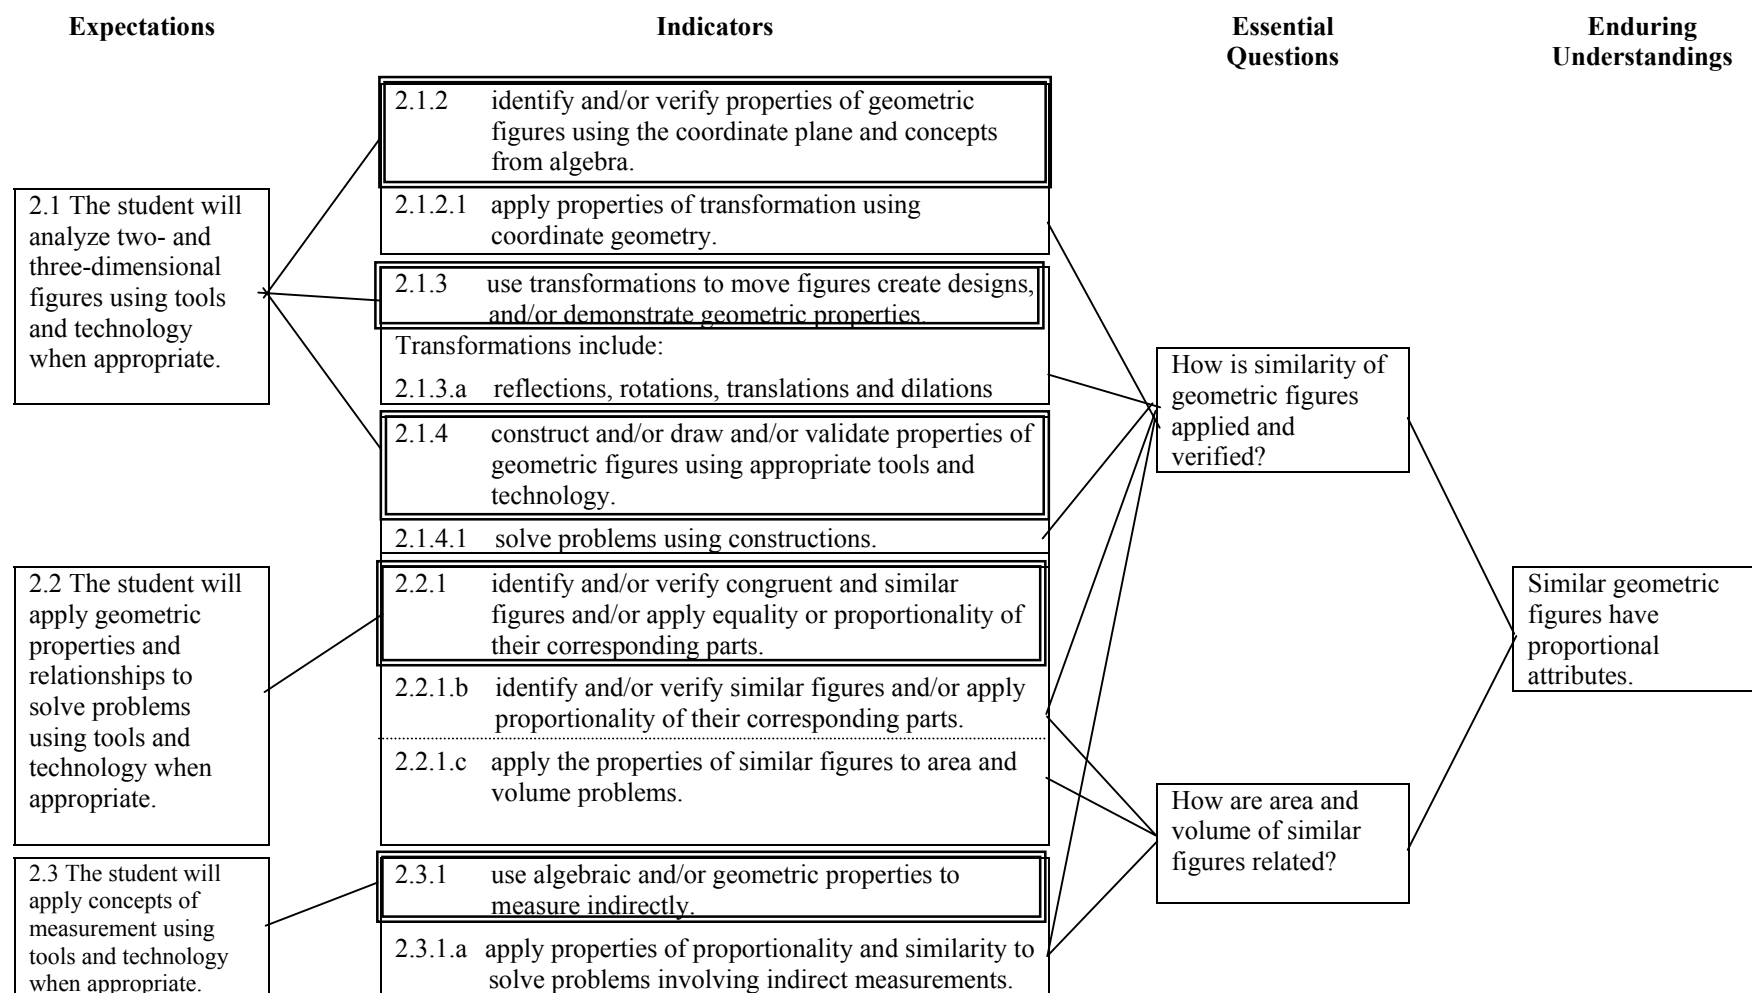 Expectations
Indicators
Essential
Questions
Enduring
Understandings
2.1 The student will
analyze two- and
three-dimensional
figures using tools
and technology
when appropriate.
2.2 The student will
apply geometric
properties and
relationships to
solve problems
using tools and
technology when
appropriate.
2.3 The student will
apply concepts of
measurement using
tools and technology
when appropriate.
2.1.2 identify and/or verify properties of geometric
figures using the coordinate plane and concepts
from algebra.
2.1.2.1 apply properties of transformation using
coordinate geometry.
2.1.3 use transformations to move figures create designs,
and/or demonstrate geometric properties.
Transformations include:
2.1.3.a reflections, rotations, translations and dilations
2.1.4 construct and/or draw and/or validate properties of
geometric figures using appropriate tools and
technology.
2.1.4.1 solve problems using constructions.
2.2.1 identify and/or verify congruent and similar
figures and/or apply equality or proportionality of
their corresponding parts.
2.2.1.b identify and/or verify similar figures and/or apply
proportionality of their corresponding parts.
2.2.1.c apply the properties of similar figures to area and
volume problems.
2.3.1 use algebraic and/or geometric properties to
measure indirectly.
2.3.1.a apply properties of proportionality and similarity to
solve problems involving indirect measurements.
How is similarity of
geometric figures
applied and
verified?
How are area and
volume of similar
figures related?
Similar geometric
figures have
proportional
attributes.